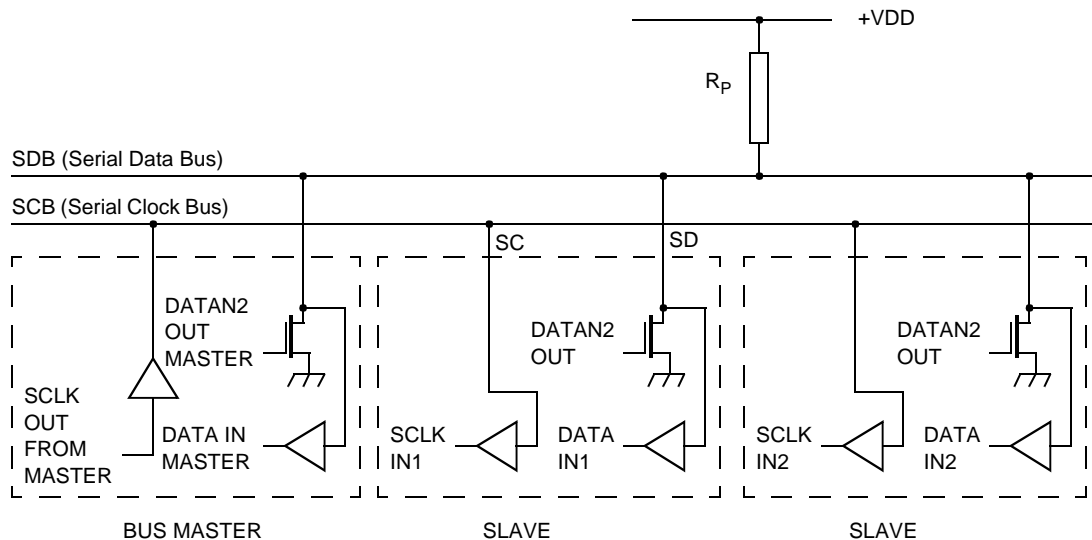 +VDD
RP
SDB (Serial Data Bus)
SCB (Serial Clock Bus)
SC
SD
DATAN2
OUT
MASTER
SCLK
OUT
FROM
MASTER
DATA IN
MASTER
DATAN2
OUT
SCLK
IN1
DATA
IN1
DATAN2
OUT
SCLK
IN2
DATA
IN2
BUS MASTER
SLAVE
SLAVE